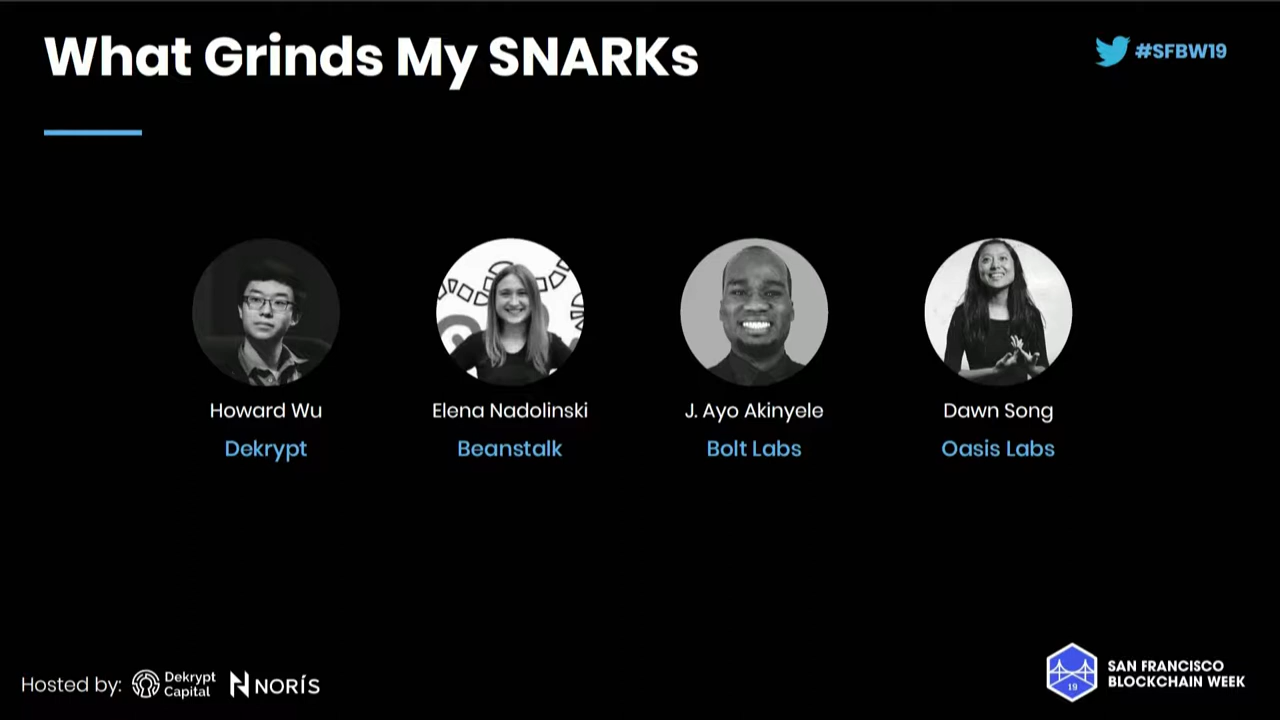 What Grinds My SNARKs
#SFBW19
Howard Wu
Dekrypt
Elena Nadolinski
Beanstalk
J. Ayo Akinyele
Bolt Labs
Dawn Song
Oasis Labs
Hosted by:
Dekrypt
Capital
NORÍS
19
SAN FRANCISCO
BLOCKCHAIN WEEK